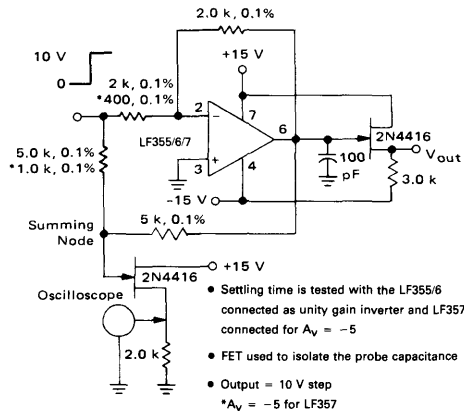 2.0 k, 0.1%
+15 V
10 V
0
2 k, 0.1%
*400, 0.1%
2
7
LF355/6/7
6
2N4416
5.0 k, 0.1%
*1.0 k, 0.1%
3
4
100
pF
Vout
3.0 k
-15 V
Summing
Node
5 k, 0.1%
+15 V
2N4416
Oscilloscope
2.0 k
• Settling time is tested with the LF355/6
connected as unity gain inverter and LF357
connected for AV = −5
• FET used to isolate the probe capacitance
• Output = 10 V step
*AV = −5 for LF357